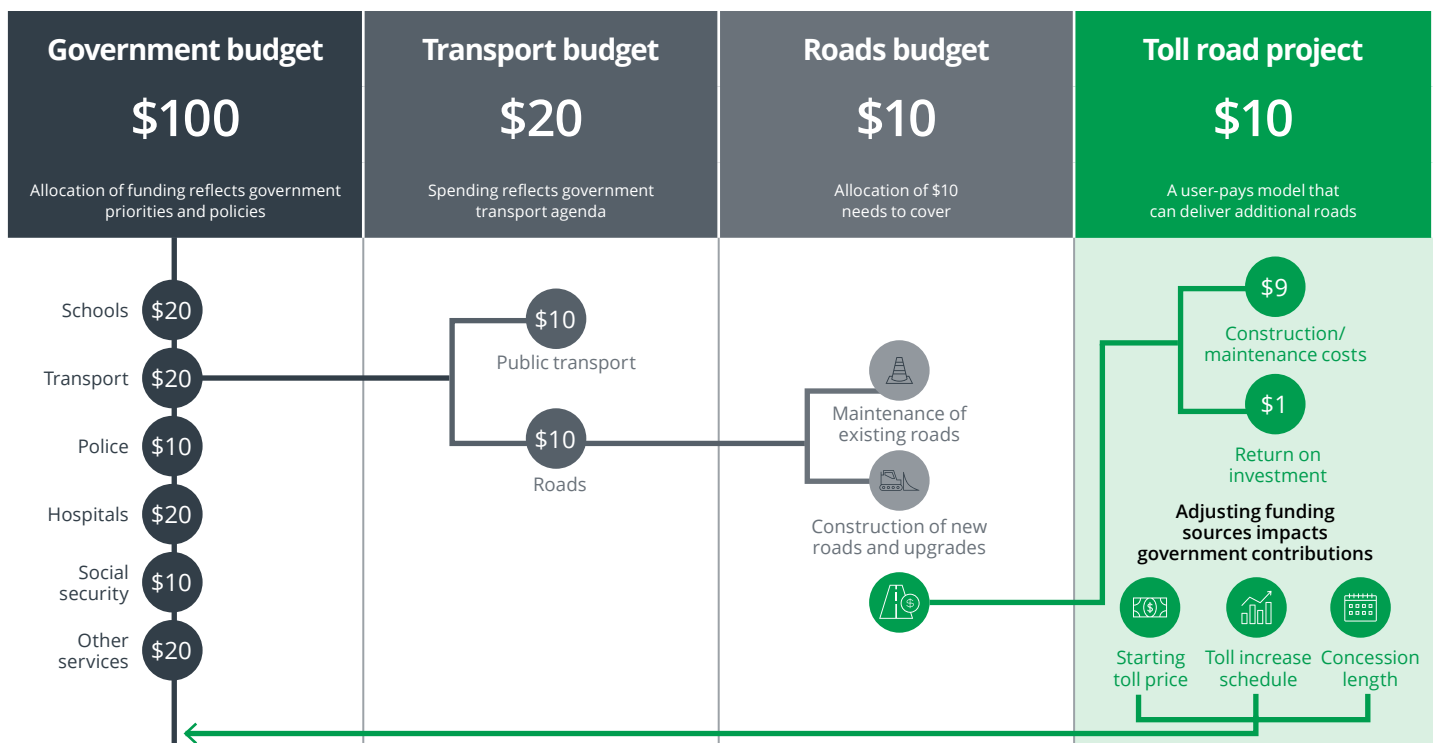 Government budget
$100
Allocation of funding reflects government
priorities and policies
Transport budget
$20
Spending reflects government
transport agenda
Roads budget
$10
Allocation of $10
needs to cover
Toll road project
$10
A user-pays model that
can deliver additional roads
Schools
$20
Transport
$20
Police
$10
Hospitals
$20
Social
security
$10
Other
services
$20
$10
Public transport
$10
Roads
Maintenance of
existing roads
Construction of new
roads and upgrades
$
$9
Construction/
maintenance costs
$1
Return on
investment
Adjusting funding
sources impacts
government contributions
$
Starting
toll price
Toll increase
schedule
Concession
length